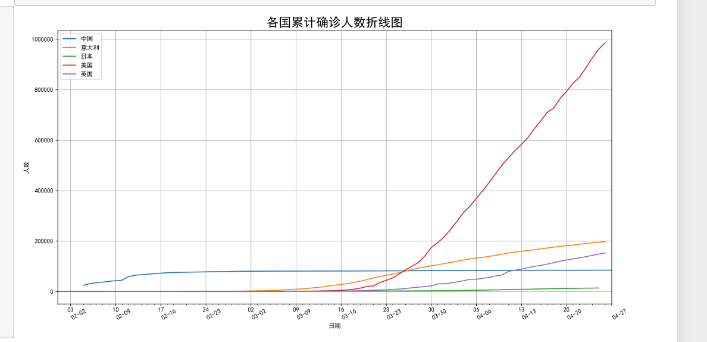 各国累计确诊人数折线图
中国
意大利
日本
美国
英国
人数
1000000
800000
600000
400000
200000
0
03 10 17 24 02 09 16 23 30 06 13 20 04-27
02-02 02-09 02-16 02-23 03-02 03-09 03-16 03-23 03-30 04-06 04-13 04-20
日期